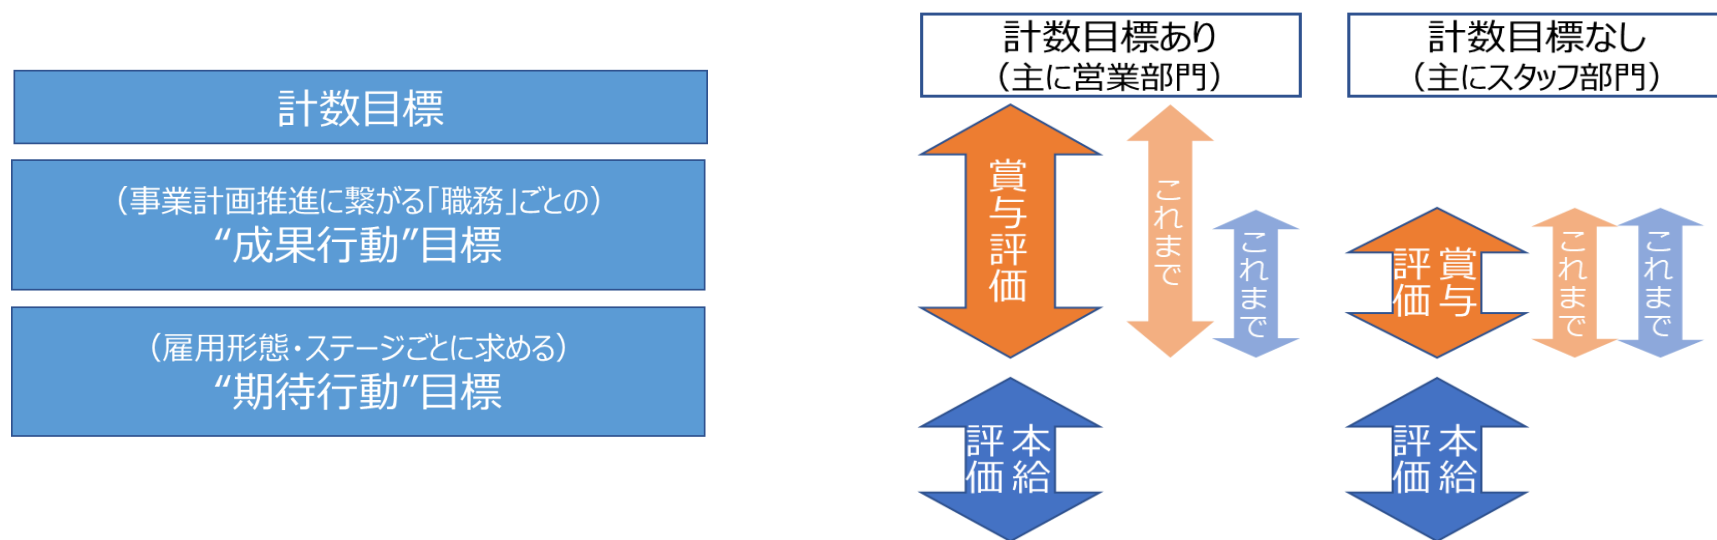 計数目標
（事業計画推進に繋がる「職務」ごとの）
“成果行動”目標
（雇用形態・ステージごとに求める）
“期待行動”目標
計数目標あり
（主に営業部門）
計数目標なし
（主にスタッフ部門）
賞与評価
これまで
これまで
賞与
評価
これまで
これまで
本給
評価
本給
評価